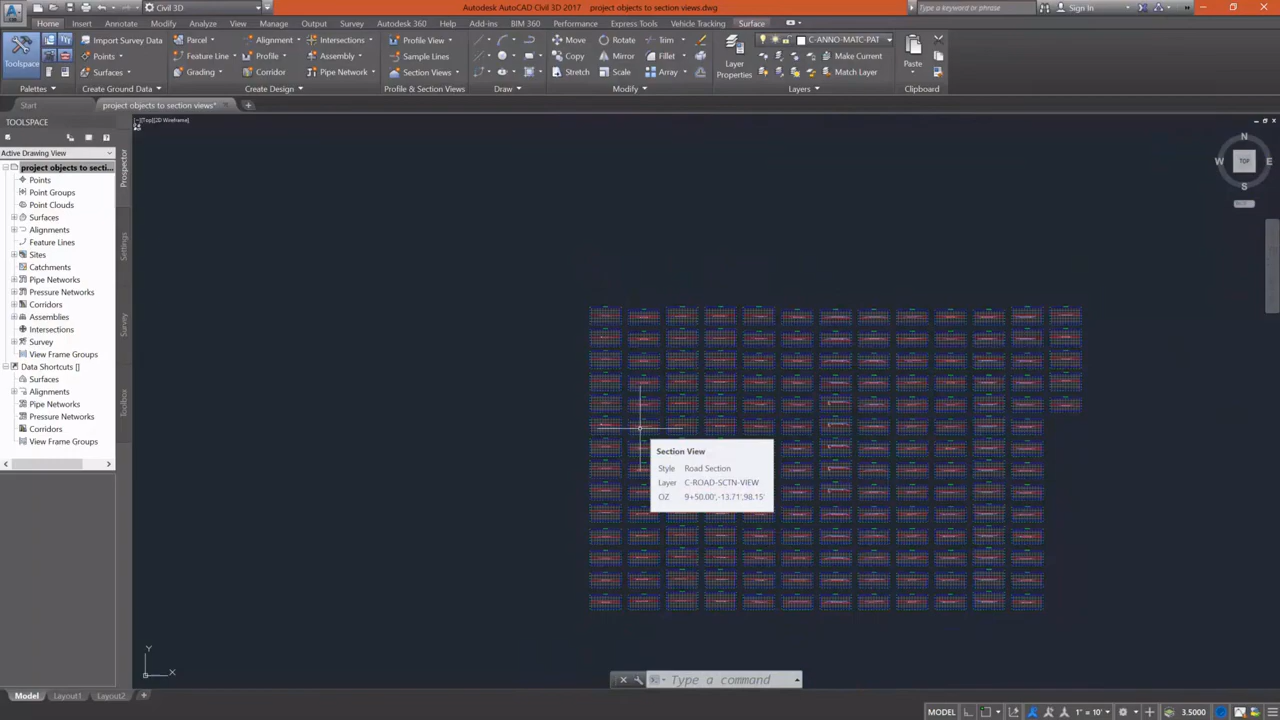 Civil 3D
Autodesk AutoCAD Civil 3D 2017 project objects to section views.dwg
Type a keyword or phrase
Sign In
Home Insert Annotate Modify Analyze View Manage Output Survey Autodesk 360 Help Add-ins BIM 360 Performance Express Tools Vehicle Tracking Surface
Toolspace
Import Survey Data
Points
Surfaces
Parcel
Feature Line
Grading
Alignment
Profile
Corridor
Intersections
Assembly
Pipe Network
Profile View
Sample Lines
Section Views
Move
Copy
Stretch
Rotate
Mirror
Scale
Trim
Fillet
Array
Layer
Properties
C-ANNO-MATC-PAT
Make Current
Match Layer
Paste
Palettes Create Ground Data Create Design Profile & Section Views Draw Modify Layers Clipboard
Start project objects to section views*
TOOLSPACE
Active Drawing View
project objects to secti...
Points
Point Groups
Point Clouds
Surfaces
Alignments
Feature Lines
Sites
Catchments
Pipe Networks
Pressure Networks
Corridors
Assemblies
Intersections
Survey
View Frame Groups
Data Shortcuts []
Surfaces
Alignments
Pipe Networks
Pressure Networks
Corridors
View Frame Groups
Prospector
Settings
Survey
Toolbox
[−][Top][2D Wireframe]
N
W TOP E
S
Section View
Style Road Section
Layer C-ROAD-SCTN-VIEW
OZ 9+50.00',-13.71',98.15'
Y
X
Type a command
Model Layout1 Layout2 +
MODEL 1" = 10' 3.5000